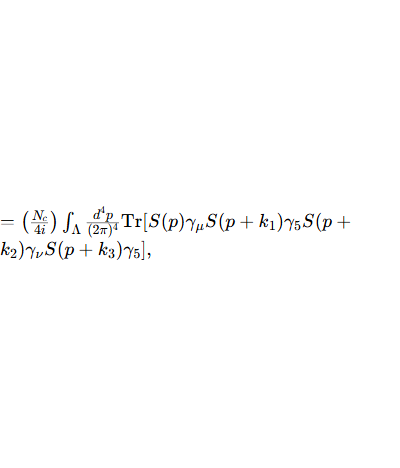 = (N_c/4i) ∫_Λ d^4p/(2π)^4 Tr[S(p)γ_μS(p + k_1)γ_5S(p +
k_2)γ_νS(p + k_3)γ_5],